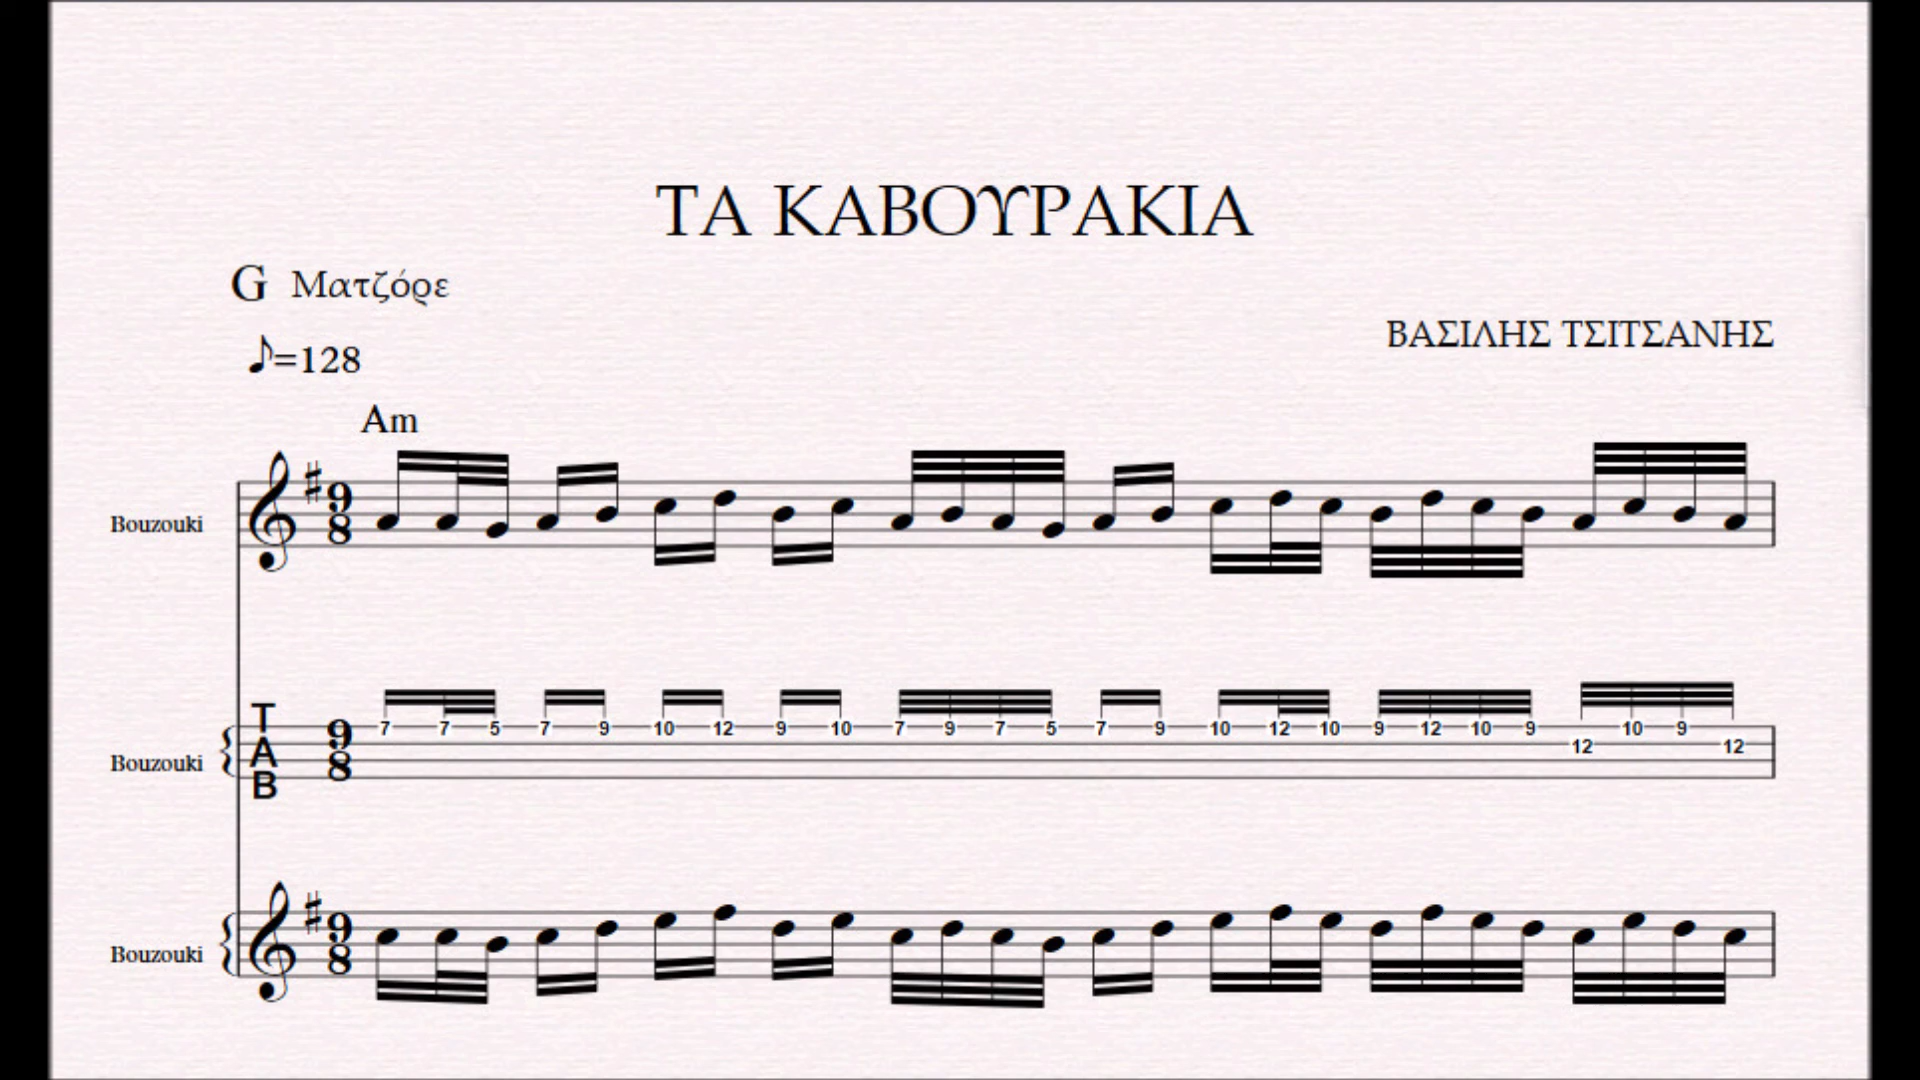 ΤΑ ΚΑΒΟΥΡΑΚΙΑ
G Ματζόρε
ΒΑΣΙΛΗΣ ΤΣΙΤΣΑΝΗΣ
♪=128
Am
Bouzouki
9 8
T A B
Bouzouki
9 8
7 7 5 7 9 10 12 9 10 7 9 7 5 7 9 10 12 10 9 12 10 9 12 10 9 12
Bouzouki
9 8